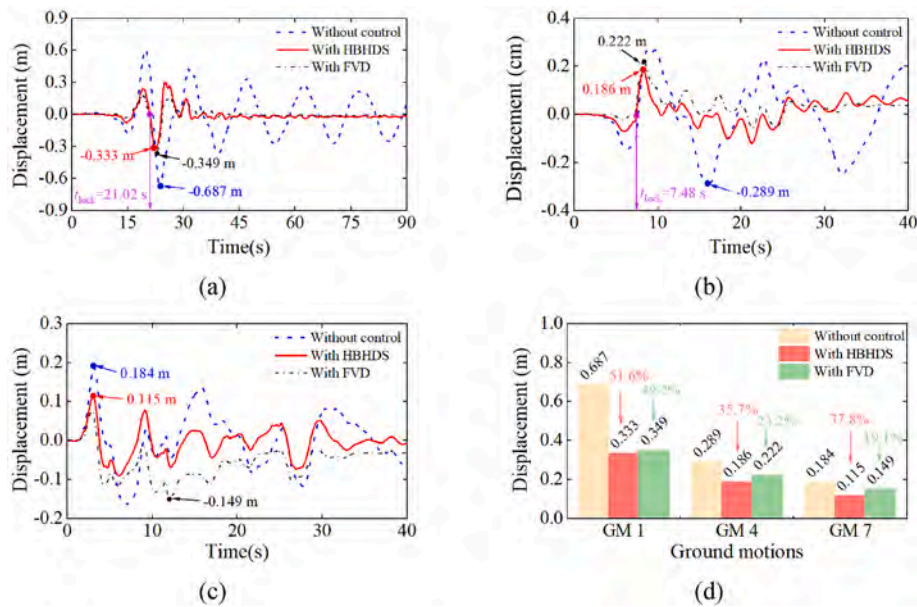 0.9
0.6
0.3
0.0
-0.3
-0.6
-0.9
Displacement (m)
Without control
With HBHDS
With FVD
-0.333 m
-0.349 m
-0.687 m
t_lock=21.02 s
0 15 30 45 60 75 90
Time(s)
(a)
0.4
0.2
0.0
-0.2
-0.4
Displacement (cm)
0.222 m
0.186 m
Without control
With HBHDS
With FVD
t_lock=7.48 s
-0.289 m
0 10 20 30 40
Time(s)
(b)
0.3
0.2
0.1
0.0
-0.1
-0.2
Displacement (m)
Without control
With HBHDS
With FVD
0.184 m
0.115 m
-0.149 m
0 10 20 30 40
Time(s)
(c)
1.0
0.8
0.6
0.4
0.2
0.0
Displacement (m)
Without control
With HBHDS
With FVD
0.687
51.6%
0.333
0.349
0.289
35.7%
0.186
23.2%
0.222
0.184
0.115
0.149
GM 1 GM 4 GM 7
Ground motions
(d)